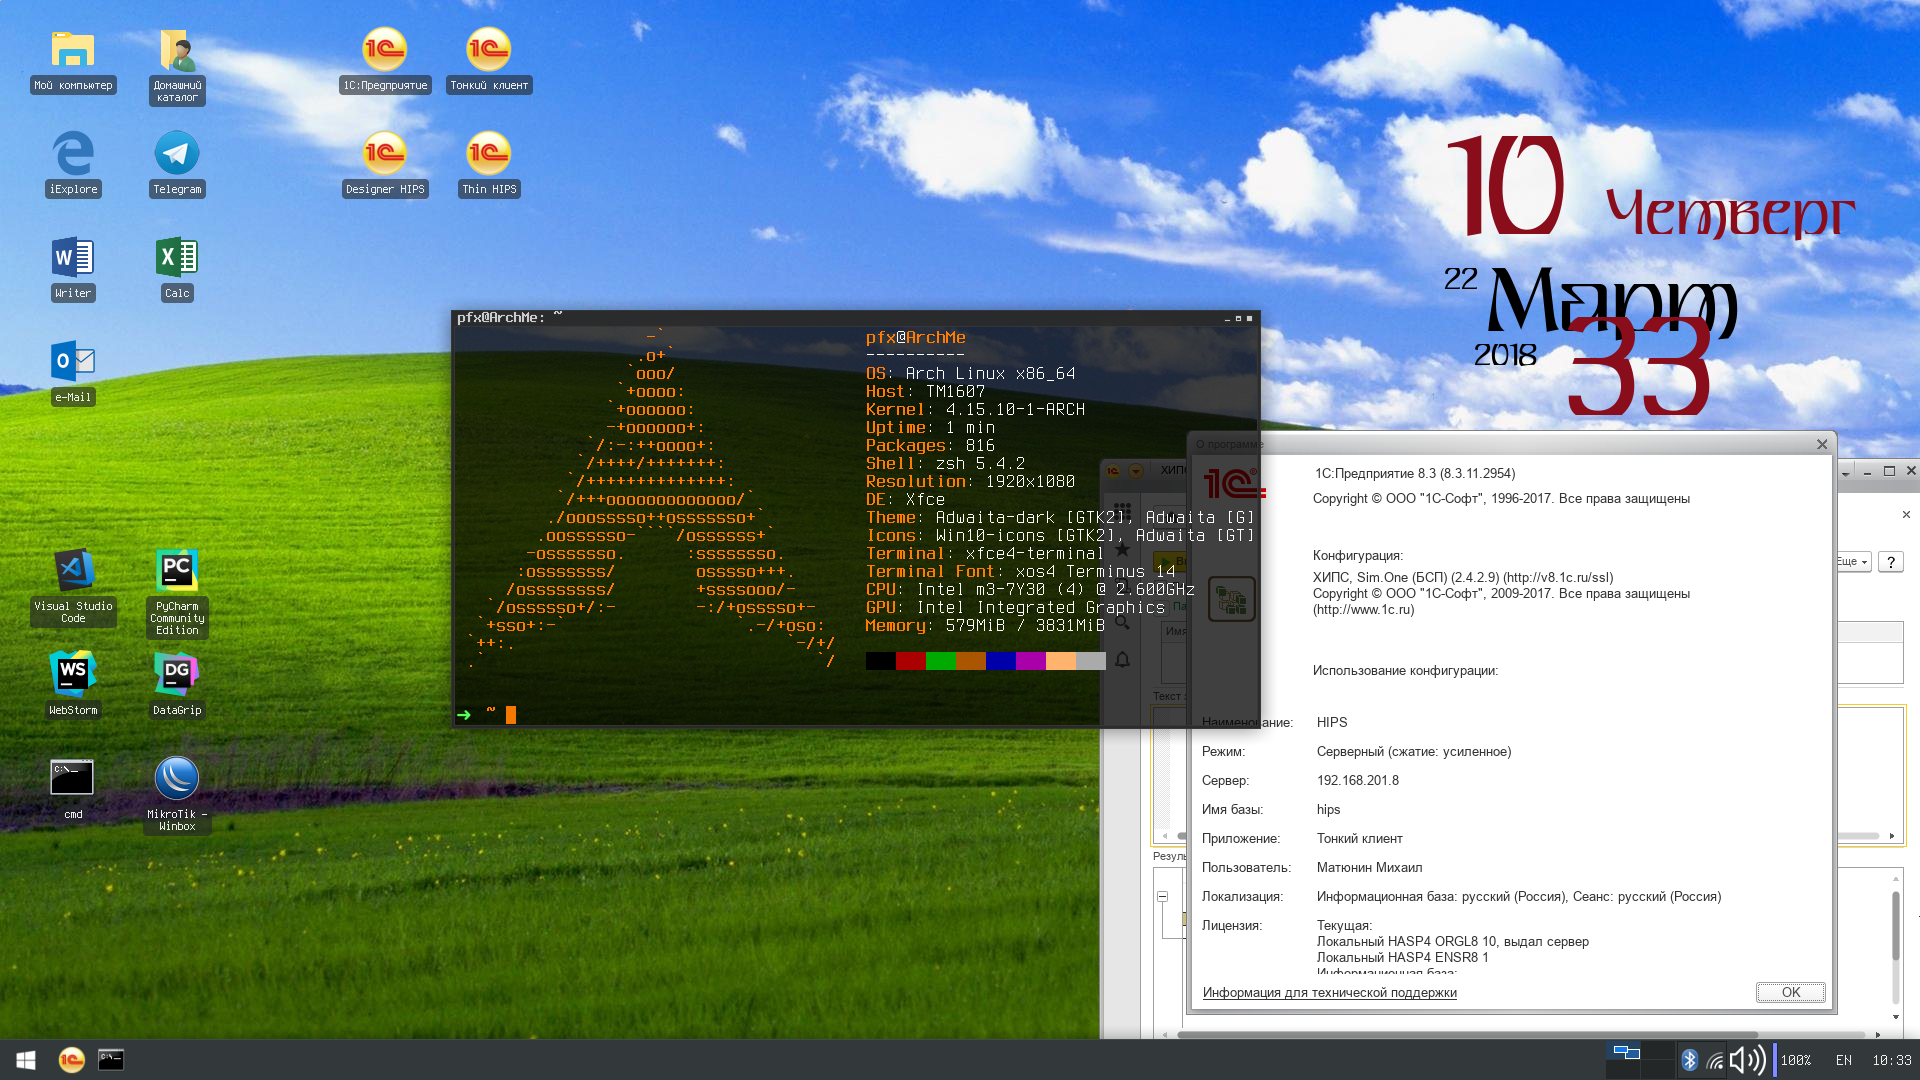 Мой компьютер
Домашний каталог
1С:Предприятие
Тонкий клиент
iExplore
Telegram
Designer HIPS
Thin HIPS
Writer
Calc
e-Mail
Visual Studio Code
PyCharm Community Edition
WebStorm
DataGrip
cmd
MikroTik - Winbox
10 Четверг
22 Март
2018 33
pfx@ArchMe: ~
pfx@ArchMe
----------
OS: Arch Linux x86_64
Host: TM1607
Kernel: 4.15.10-1-ARCH
Uptime: 1 min
Packages: 816
Shell: zsh 5.4.2
Resolution: 1920x1080
DE: Xfce
Theme: Adwaita-dark [GTK2], Adwaita [G]
Icons: Win10-icons [GTK2], Adwaita [GT]
Terminal: xfce4-terminal
Terminal Font: xos4 Terminus 14
CPU: Intel m3-7Y30 (4) @ 2.600GHz
GPU: Intel Integrated Graphics
Memory: 579MiB / 3831MiB
➜ ~
О программе
1С:Предприятие 8.3 (8.3.11.2954)
Copyright © ООО "1С-Софт", 1996-2017. Все права защищены
Конфигурация:
ХИПС, Sim.One (БСП) (2.4.2.9) (http://v8.1c.ru/ssl)
Copyright © ООО "1С-Софт", 2009-2017. Все права защищены
(http://www.1c.ru)
Использование конфигурации:
Наименование: HIPS
Режим: Серверный (сжатие: усиленное)
Сервер: 192.168.201.8
Имя базы: hips
Приложение: Тонкий клиент
Пользователь: Матюнин Михаил
Локализация: Информационная база: русский (Россия), Сеанс: русский (Россия)
Лицензия: Текущая:
Локальный HASP4 ORGL8 10, выдал сервер
Локальный HASP4 ENSR8 1
Информационная база:
Информация для технической поддержки
OK
ХИПС
Еще
?
Имя
Текст з
Резуль
100% EN 10:33